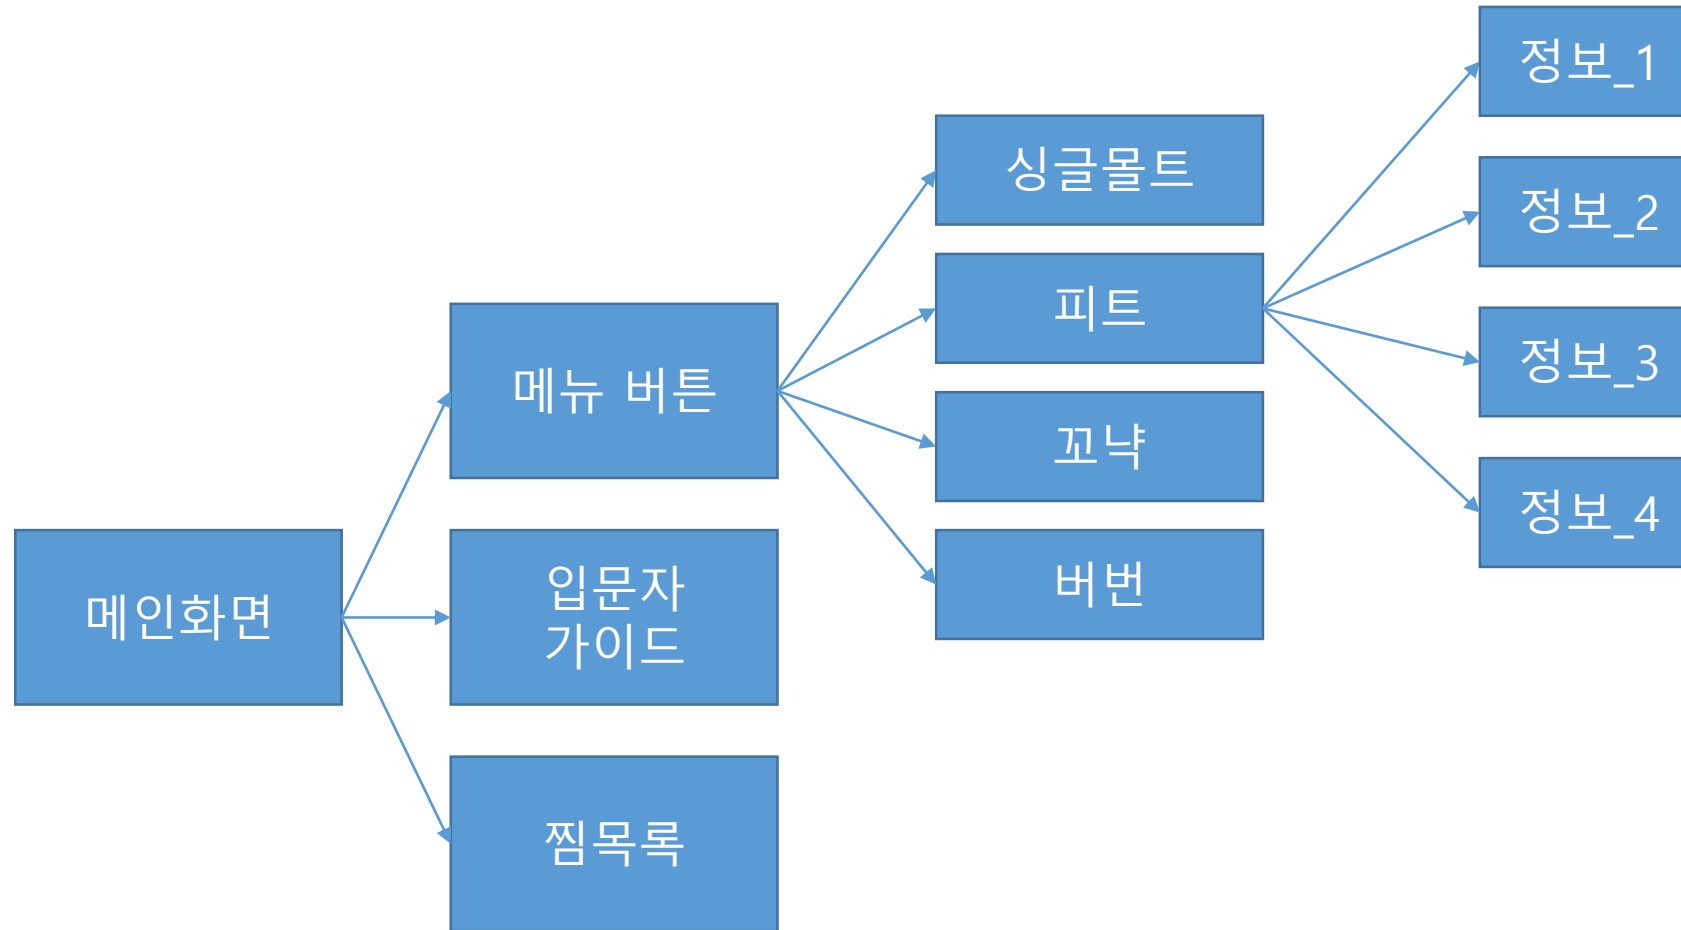 메인화면
메뉴 버튼
입문자
가이드
찜목록
싱글몰트
피트
꼬냑
버번
정보_1
정보_2
정보_3
정보_4